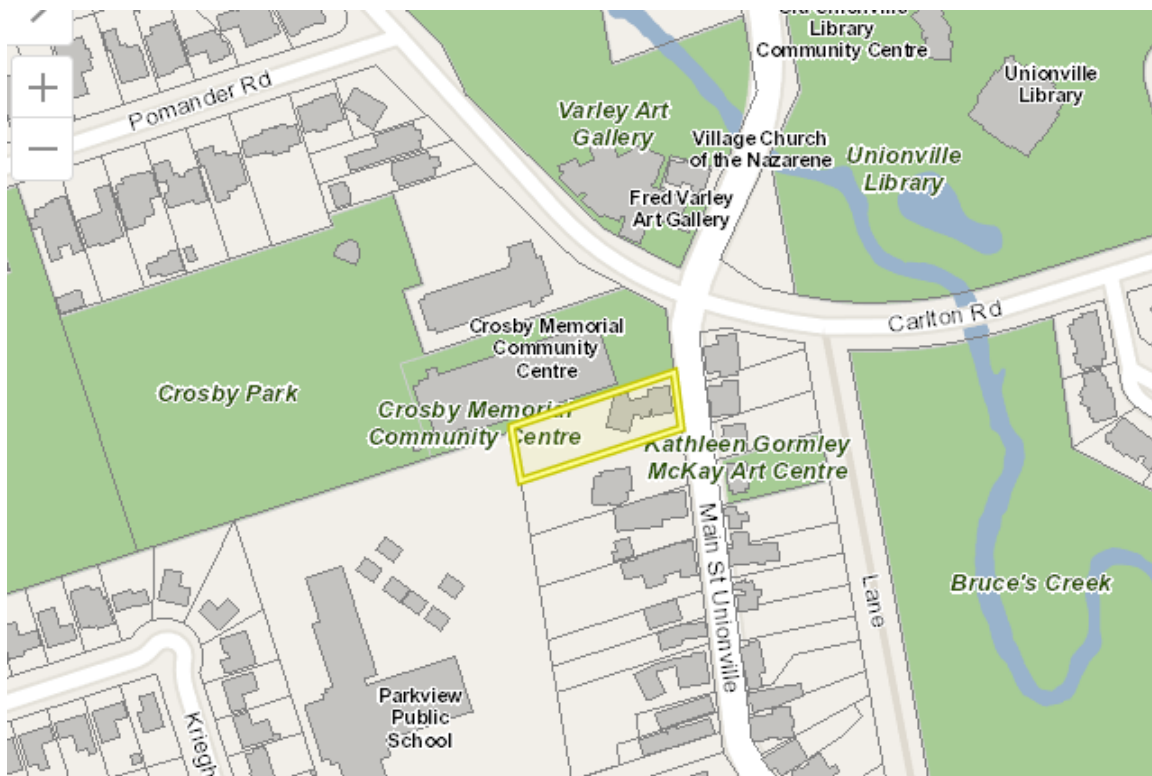 Unionville
Library
Community Centre
Unionville
Library
Pomander Rd
Varley Art
Gallery
Village Church
of the Nazarene
Unionville
Library
Fred Varley
Art Gallery
Carlton Rd
Crosby Memorial
Community
Centre
Crosby Park
Crosby Memorial
Community Centre
Kathleen Gormley
McKay Art Centre
Main St Unionville
Lane
Bruce's Creek
Parkview
Public
School
Kriegh